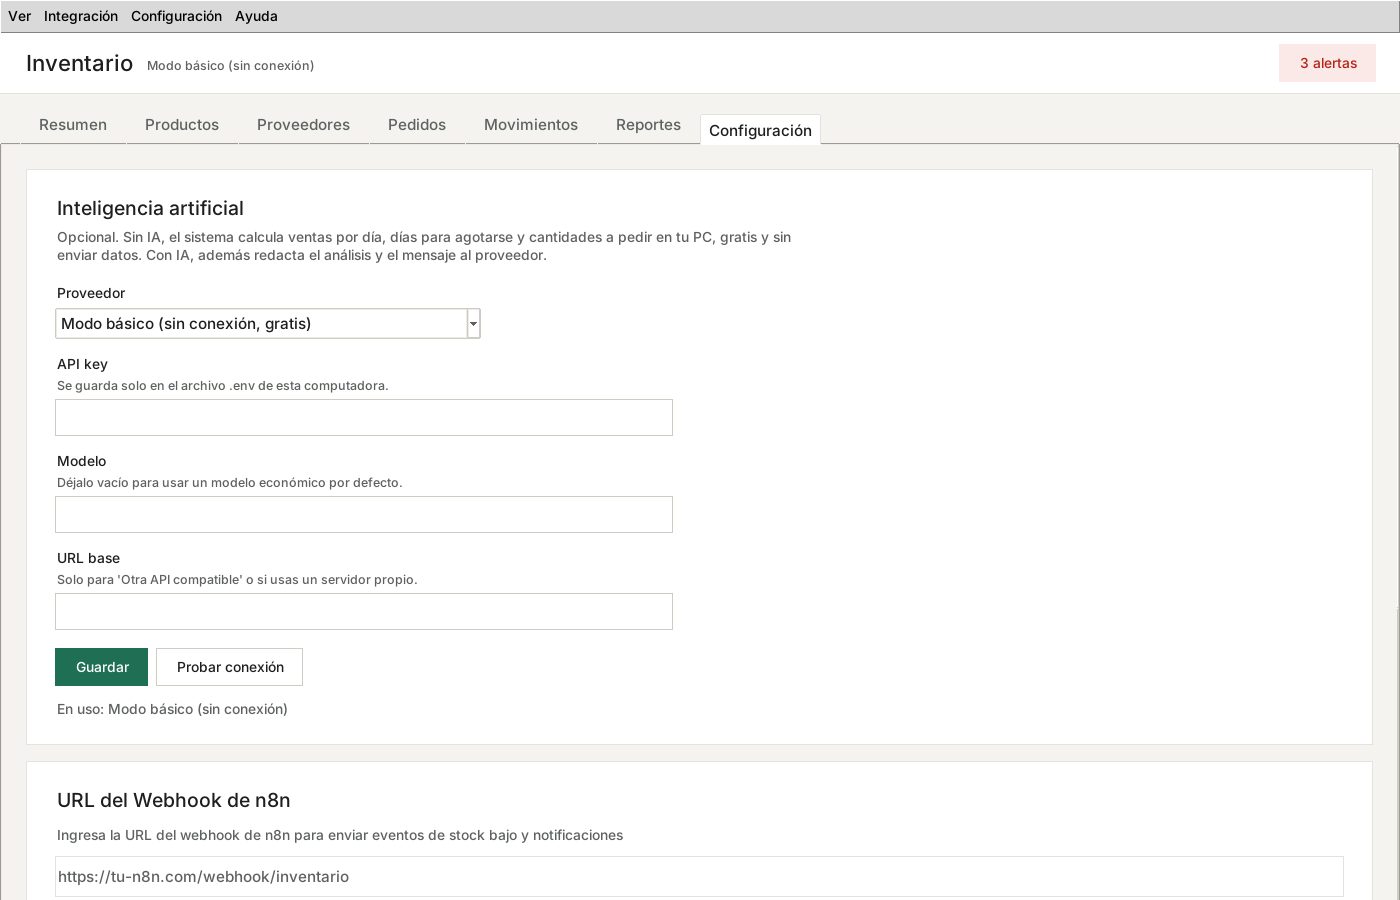 Ver Integración Configuración Ayuda
Inventario Modo básico (sin conexión)
3 alertas
Resumen Productos Proveedores Pedidos Movimientos Reportes Configuración
Inteligencia artificial
Opcional. Sin IA, el sistema calcula ventas por día, días para agotarse y cantidades a pedir en tu PC, gratis y sin
enviar datos. Con IA, además redacta el análisis y el mensaje al proveedor.
Proveedor
Modo básico (sin conexión, gratis)
API key
Se guarda solo en el archivo .env de esta computadora.
Modelo
Déjalo vacío para usar un modelo económico por defecto.
URL base
Solo para 'Otra API compatible' o si usas un servidor propio.
Guardar Probar conexión
En uso: Modo básico (sin conexión)
URL del Webhook de n8n
Ingresa la URL del webhook de n8n para enviar eventos de stock bajo y notificaciones
https://tu-n8n.com/webhook/inventario